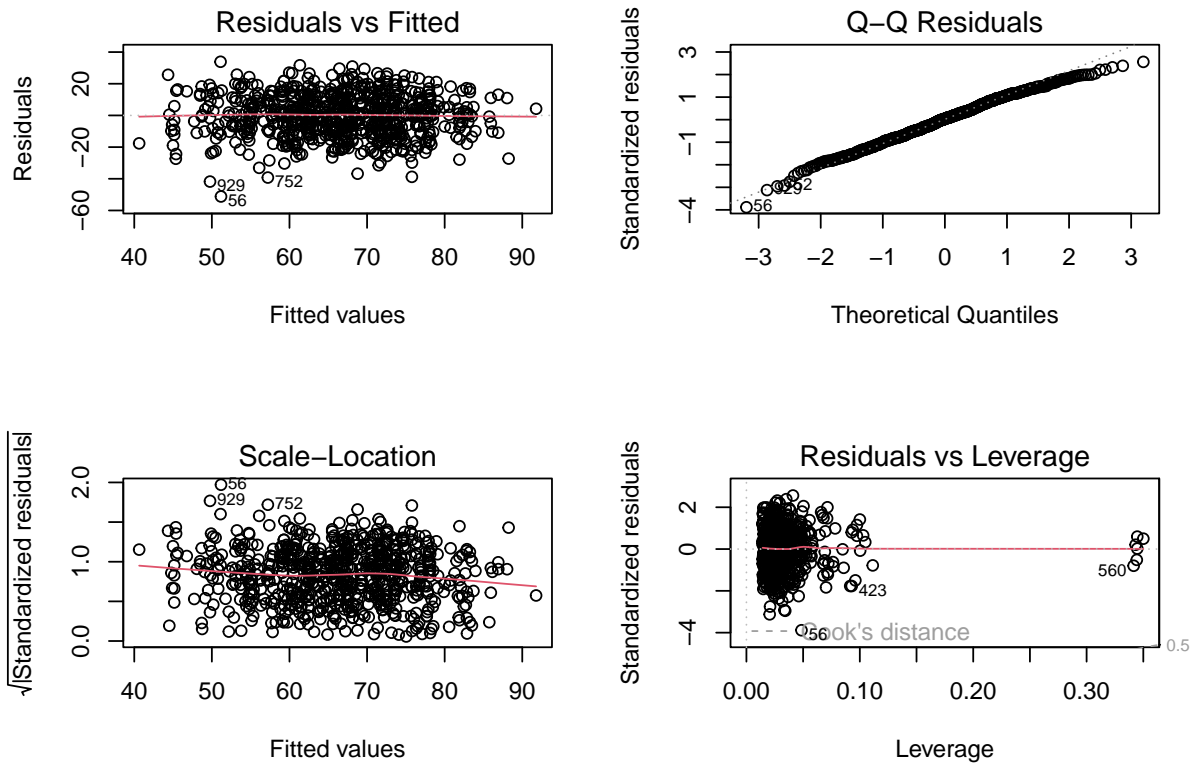 Residuals vs Fitted
Residuals
20
−20
−60
929
752
56
40 50 60 70 80 90
Fitted values
Q−Q Residuals
Standardized residuals
3
1
−1
−4
56
−3 −2 −1 0 1 2 3
Theoretical Quantiles
Scale−Location
√|Standardized residuals|
2.0
1.0
0.0
56
929
752
40 50 60 70 80 90
Fitted values
Residuals vs Leverage
Standardized residuals
2
0
−4
560
423
56
Cook's distance
0.5
0.00 0.10 0.20 0.30
Leverage